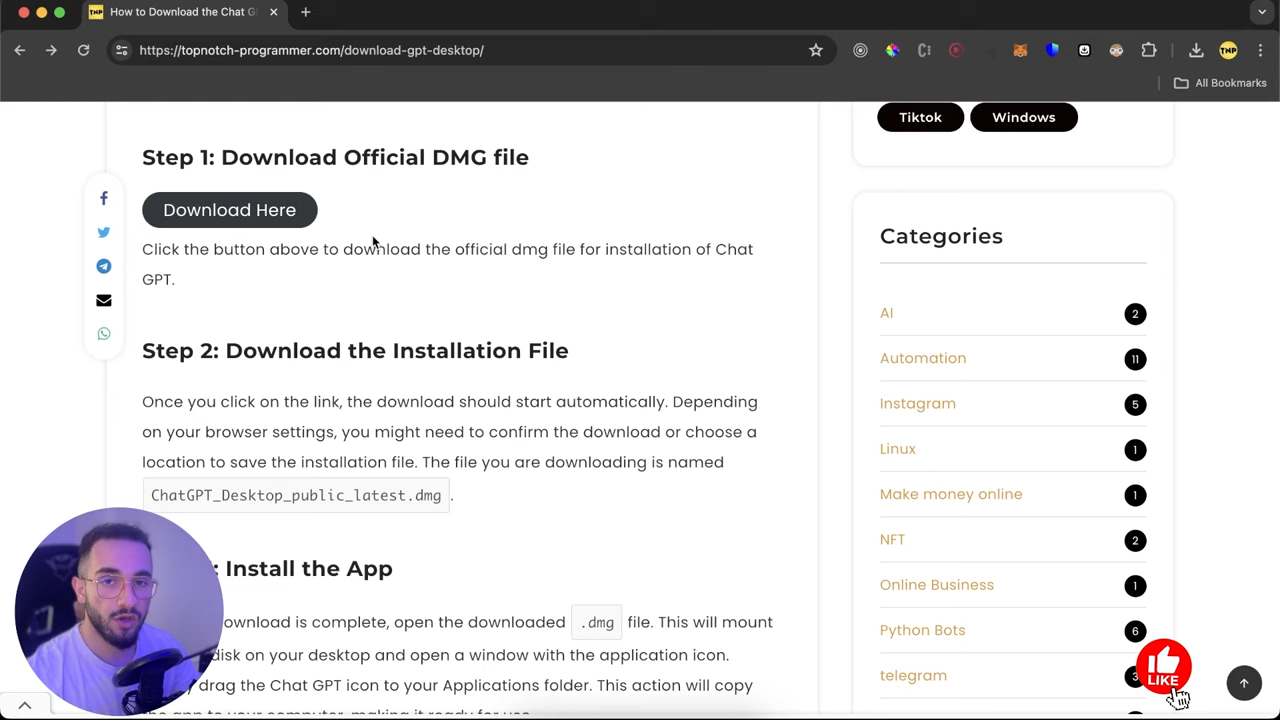 How to Download the Chat G
https://topnotch-programmer.com/download-gpt-desktop/
TNP
All Bookmarks
Step 1: Download Official DMG file
Download Here
Click the button above to download the official dmg file for installation of Chat
GPT.
Step 2: Download the Installation File
Once you click on the link, the download should start automatically. Depending
on your browser settings, you might need to confirm the download or choose a
location to save the installation file. The file you are downloading is named
ChatGPT_Desktop_public_latest.dmg.
: Install the App
ownload is complete, open the downloaded .dmg file. This will mount
disk on your desktop and open a window with the application icon.
drag the Chat GPT icon to your Applications folder. This action will copy
Tiktok
Windows
Categories
AI 2
Automation 11
Instagram 5
Linux 1
Make money online 1
NFT 2
Online Business 1
Python Bots 6
telegram 3
LIKE